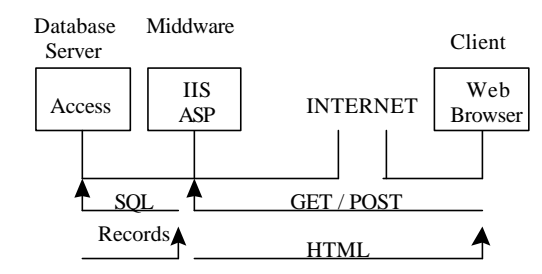 Database
Server
Middware
Client
Access
IIS
ASP
INTERNET
Web
Browser
SQL
GET / POST
Records
HTML